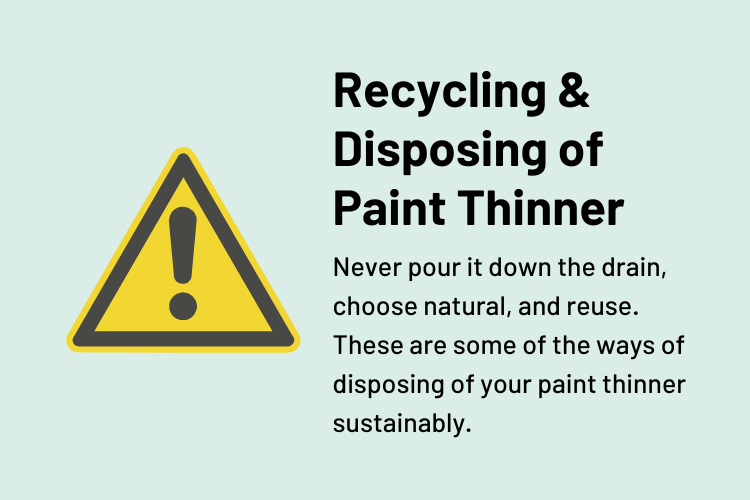 Recycling &
Disposing of
Paint Thinner
Never pour it down the drain,
choose natural, and reuse.
These are some of the ways of
disposing of your paint thinner
sustainably.